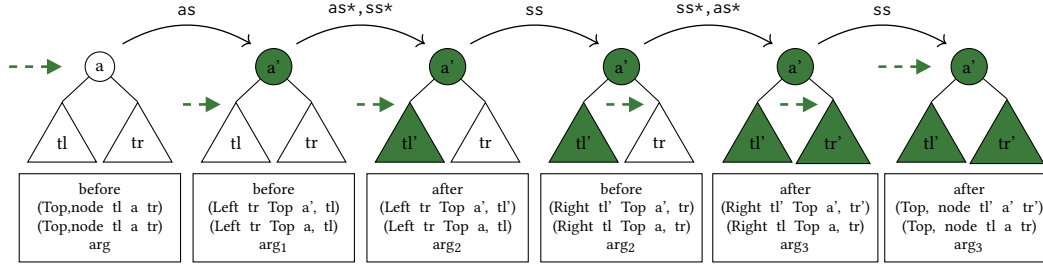 as as*,ss* ss ss*,as* ss
a a' a' a' a' a'
tl tr tl tr tl' tr tl' tr tl' tr' tl' tr'
before before after before after after
(Top,node tl a tr) (Left tr Top a', tl) (Left tr Top a', tl') (Right tl' Top a', tr) (Right tl' Top a', tr') (Top, node tl' a' tr')
(Top,node tl a tr) (Left tr Top a, tl) (Left tr Top a, tl) (Right tl Top a, tr) (Right tl Top a, tr) (Top, node tl a tr)
arg arg₁ arg₂ arg₂ arg₃ arg₃